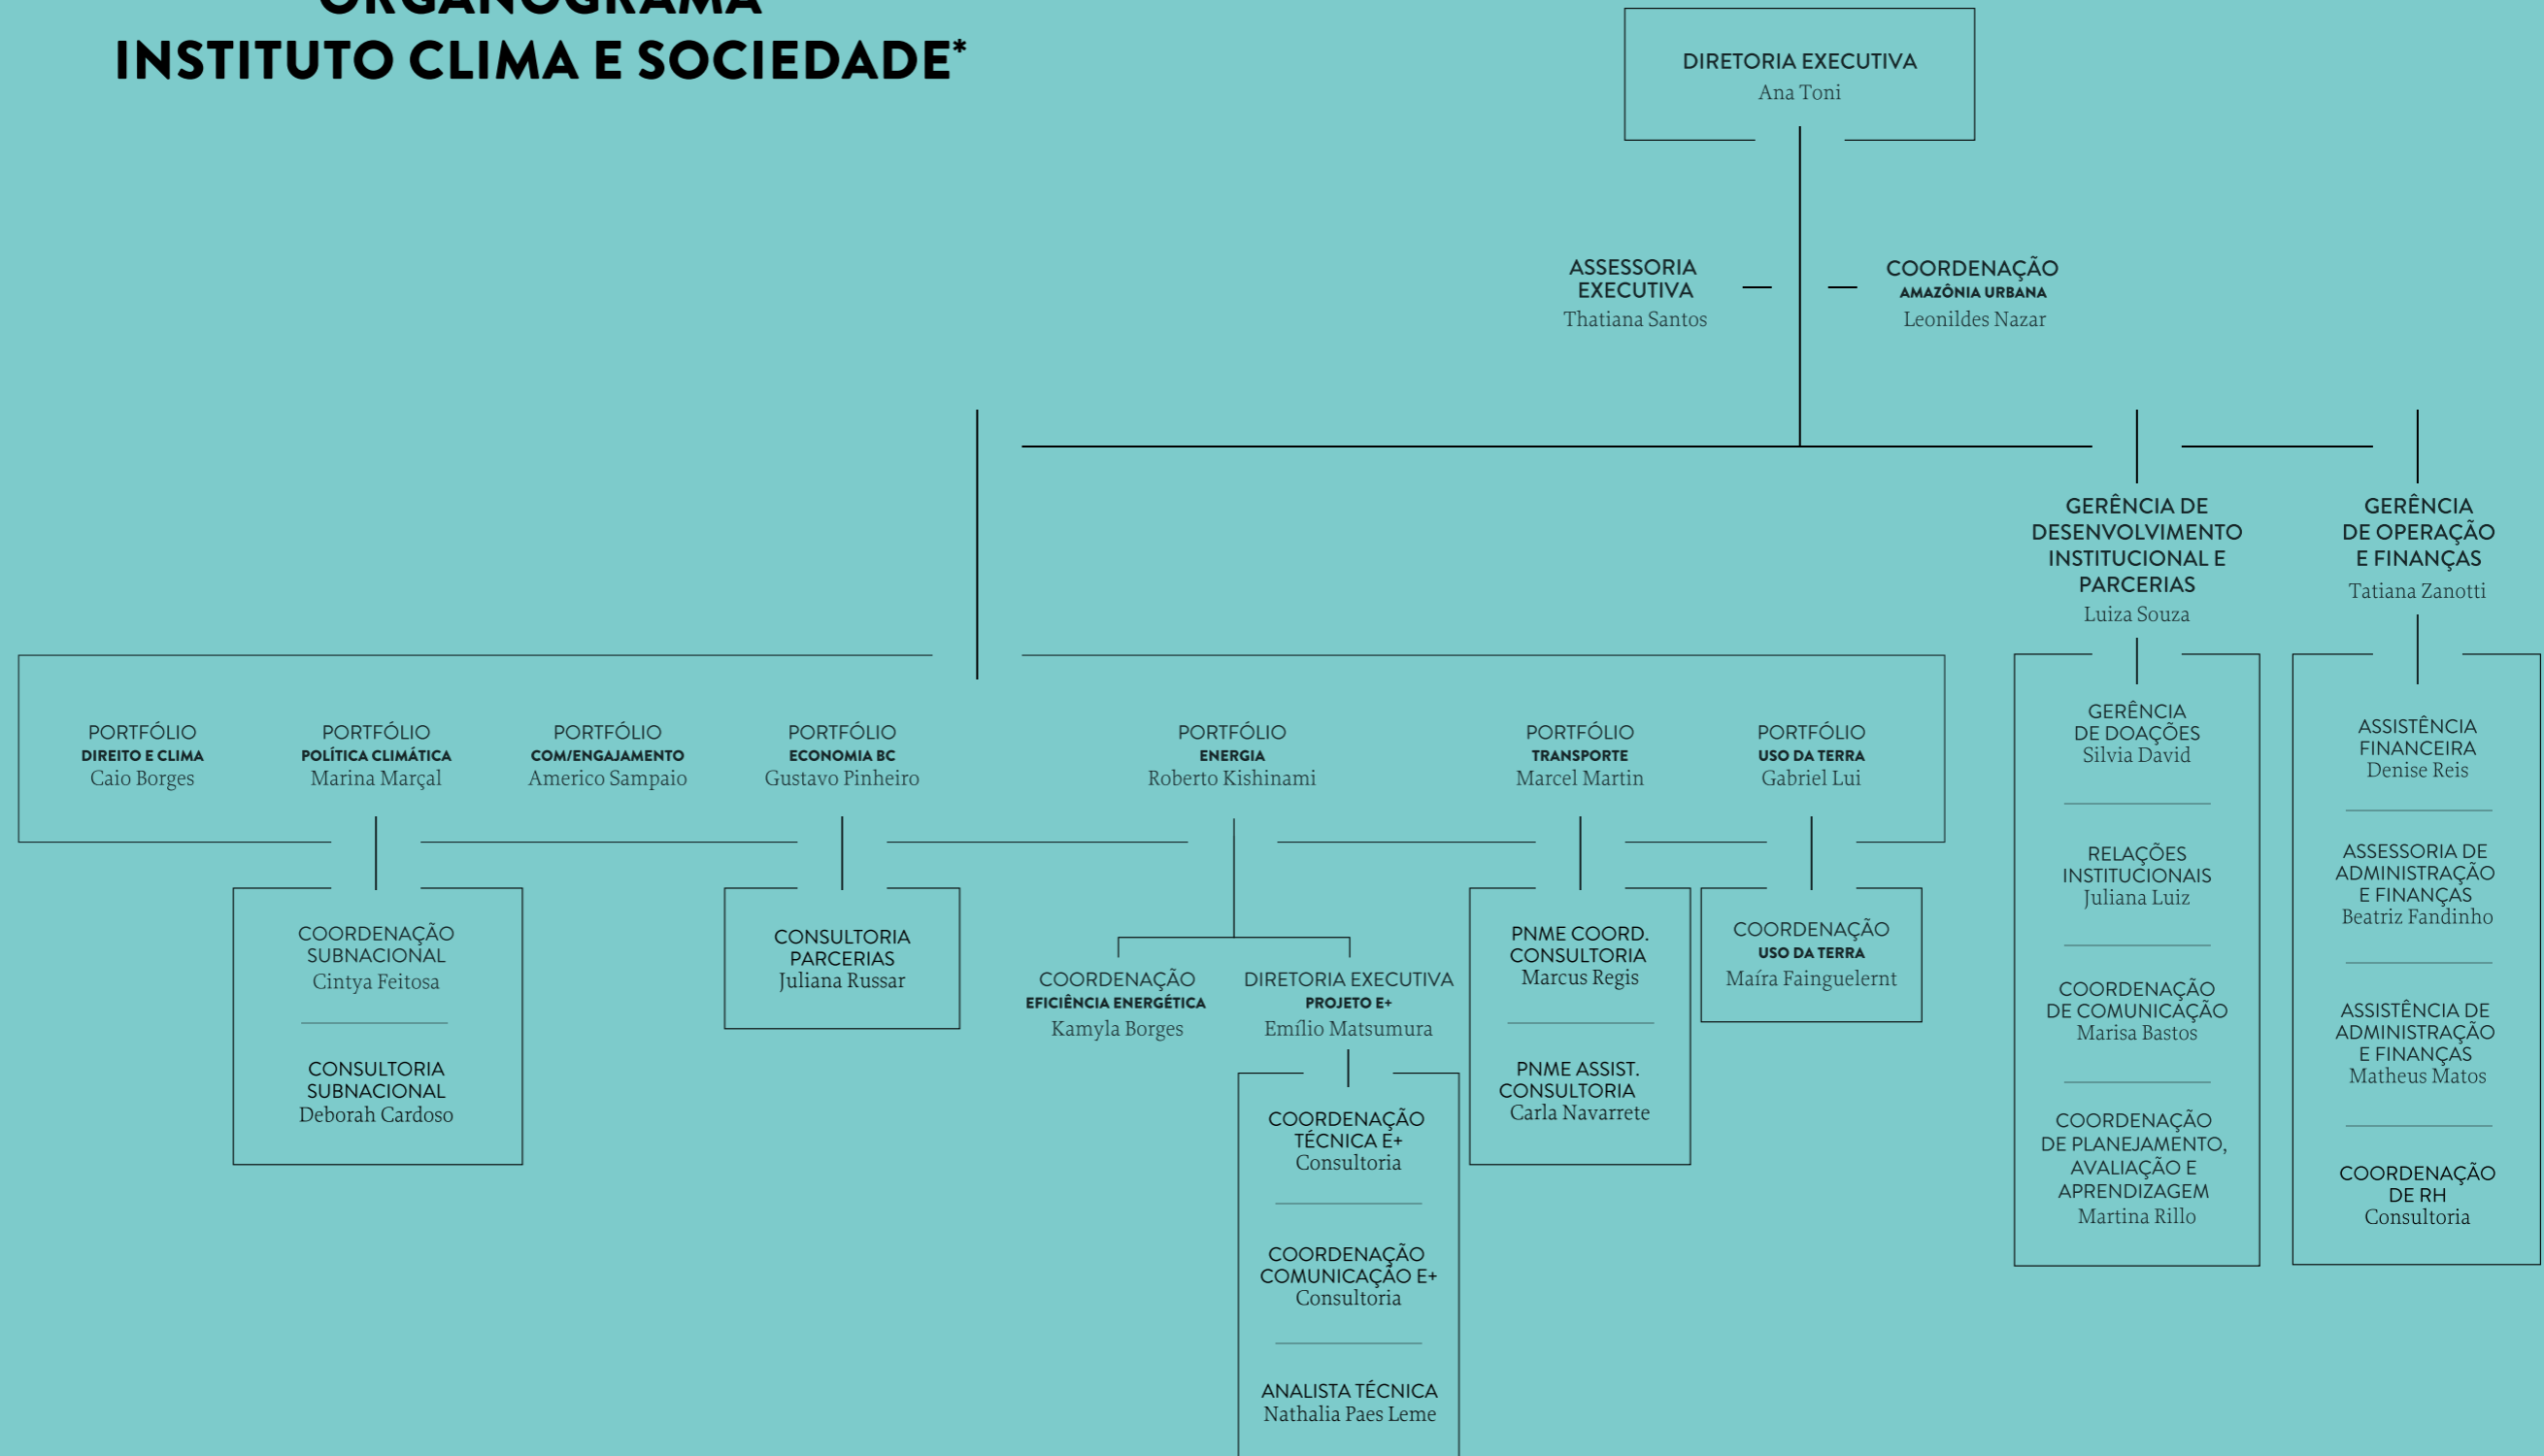 ORGANOGRAMA
INSTITUTO CLIMA E SOCIEDADE*
DIRETORIA EXECUTIVA
Ana Toni
ASSESSORIA
EXECUTIVA
Thatiana Santos
COORDENAÇÃO
AMAZÔNIA URBANA
Leonildes Nazar
GERÊNCIA DE
DESENVOLVIMENTO
INSTITUCIONAL E
PARCERIAS
Luiza Souza
GERÊNCIA
DE OPERAÇÃO
E FINANÇAS
Tatiana Zanotti
PORTFÓLIO
DIREITO E CLIMA
Caio Borges
PORTFÓLIO
POLÍTICA CLIMÁTICA
Marina Marçal
PORTFÓLIO
COM/ENGAJAMENTO
Americo Sampaio
PORTFÓLIO
ECONOMIA BC
Gustavo Pinheiro
PORTFÓLIO
ENERGIA
Roberto Kishinami
PORTFÓLIO
TRANSPORTE
Marcel Martin
PORTFÓLIO
USO DA TERRA
Gabriel Lui
COORDENAÇÃO
SUBNACIONAL
Cintya Feitosa
CONSULTORIA
SUBNACIONAL
Deborah Cardoso
CONSULTORIA
PARCERIAS
Juliana Russar
COORDENAÇÃO
EFICIÊNCIA ENERGÉTICA
Kamyla Borges
DIRETORIA EXECUTIVA
PROJETO E+
Emílio Matsumura
COORDENAÇÃO
TÉCNICA E+
Consultoria
COORDENAÇÃO
COMUNICAÇÃO E+
Consultoria
ANALISTA TÉCNICA
Nathalia Paes Leme
PNME COORD.
CONSULTORIA
Marcus Regis
PNME ASSIST.
CONSULTORIA
Carla Navarrete
COORDENAÇÃO
USO DA TERRA
Maíra Fainguelernt
GERÊNCIA
DE DOAÇÕES
Silvia David
RELAÇÕES
INSTITUCIONAIS
Juliana Luiz
COORDENAÇÃO
DE COMUNICAÇÃO
Marisa Bastos
COORDENAÇÃO
DE PLANEJAMENTO,
AVALIAÇÃO E
APRENDIZAGEM
Martina Rillo
ASSISTÊNCIA
FINANCEIRA
Denise Reis
ASSESSORIA DE
ADMINISTRAÇÃO
E FINANÇAS
Beatriz Fandinho
ASSISTÊNCIA DE
ADMINISTRAÇÃO
E FINANÇAS
Matheus Matos
COORDENAÇÃO
DE RH
Consultoria